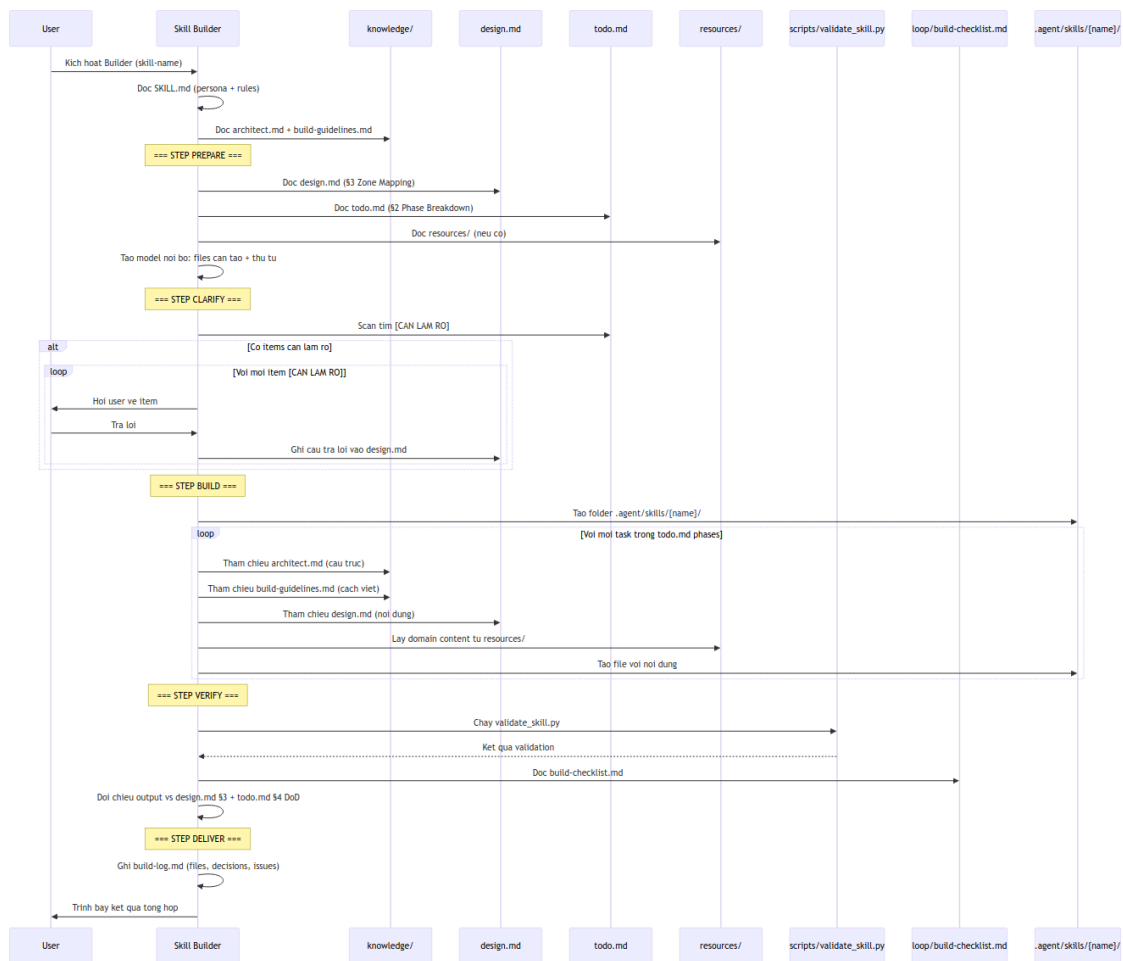 User Skill Builder knowledge/ design.md todo.md resources/ scripts/validate_skill.py loop/build-checklist.md .agent/skills/{name}/
Kich hoat Builder (skill-name)
Doc SKILL.md (persona + rules)
Doc architect.md + build-guidelines.md
=== STEP PREPARE ===
Doc design.md (§3 Zone Mapping)
Doc todo.md (§2 Phase Breakdown)
Doc resources/ (neu co)
Tao model noi bo: files can tao + thu tu
=== STEP CLARIFY ===
Scan tim [CAN LAM RO]
alt [Co items can lam ro]
loop [Voi moi item [CAN LAM RO]]
Hoi user ve item
Tra loi
Ghi cau tra loi vao design.md
=== STEP BUILD ===
Tao folder .agent/skills/{name}/
loop [Voi moi task trong todo.md phases]
Tham chieu architect.md (cau truc)
Tham chieu build-guidelines.md (cach viet)
Tham chieu design.md (noi dung)
Lay domain content tu resources/
Tao file voi noi dung
=== STEP VERIFY ===
Chay validate_skill.py
Ket qua validation
Doc build-checklist.md
Doi chieu output vs design.md §3 + todo.md §4 DoD
=== STEP DELIVER ===
Ghi build-log.md (files, decisions, issues)
Trinh bay ket qua tong hop
User Skill Builder knowledge/ design.md todo.md resources/ scripts/validate_skill.py loop/build-checklist.md .agent/skills/{name}/